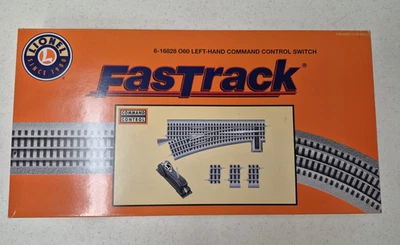 6-16828 O60 LEFT-HAND COMMAND CONTROL SWITCH
LIONEL
SINCE 1900
FASTRACK®
COMMAND
CONTROL